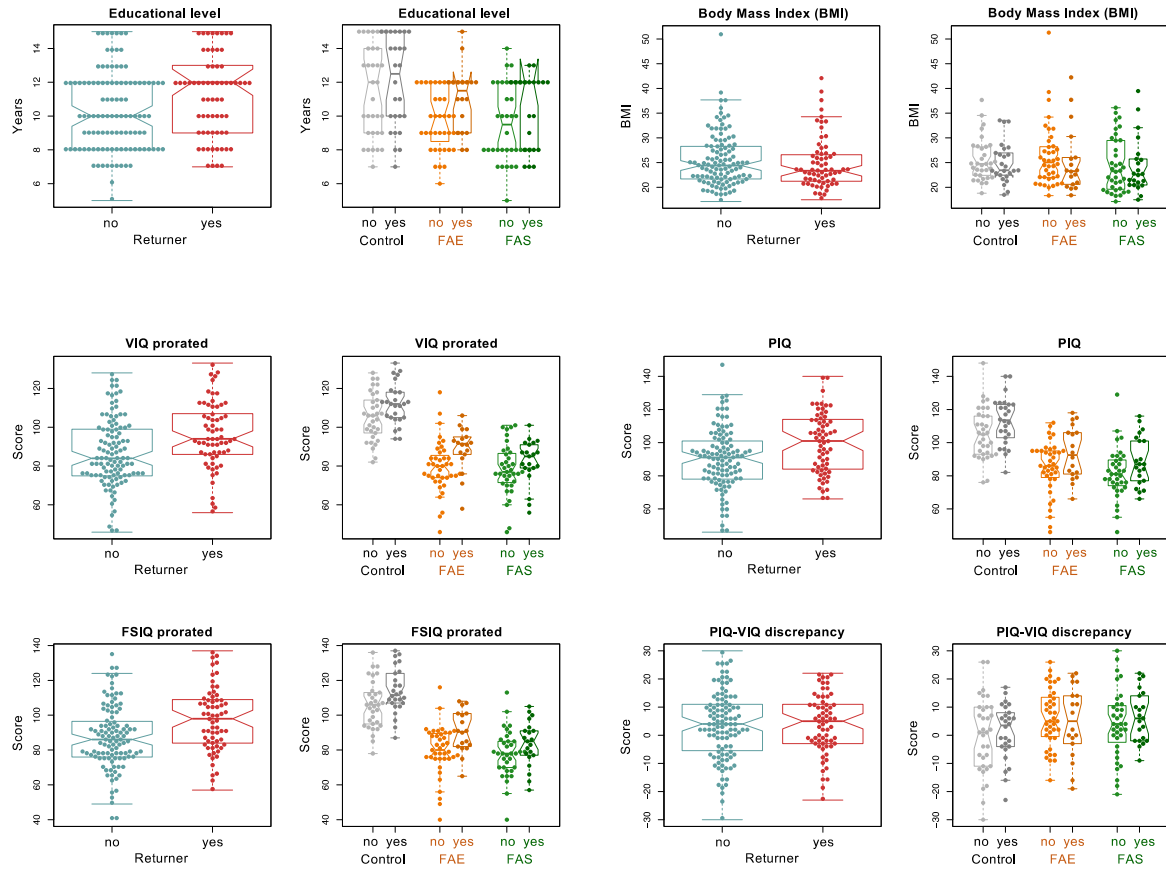 Educational level
Years
14
12
10
8
6
no yes
Returner
Educational level
Years
14
12
10
8
6
no yes no yes no yes
Control FAE FAS
Body Mass Index (BMI)
BMI
50
45
40
35
30
25
20
no yes
Returner
Body Mass Index (BMI)
BMI
50
45
40
35
30
25
20
no yes no yes no yes
Control FAE FAS
VIQ prorated
Score
120
100
80
60
no yes
Returner
VIQ prorated
Score
120
100
80
60
no yes no yes no yes
Control FAE FAS
PIQ
Score
140
120
100
80
60
no yes
Returner
PIQ
Score
140
120
100
80
60
no yes no yes no yes
Control FAE FAS
FSIQ prorated
Score
140
120
100
80
60
40
no yes
Returner
FSIQ prorated
Score
140
120
100
80
60
40
no yes no yes no yes
Control FAE FAS
PIQ-VIQ discrepancy
Score
30
20
10
0
−10
−20
−30
no yes
Returner
PIQ-VIQ discrepancy
Score
30
20
10
0
−10
−20
−30
no yes no yes no yes
Control FAE FAS